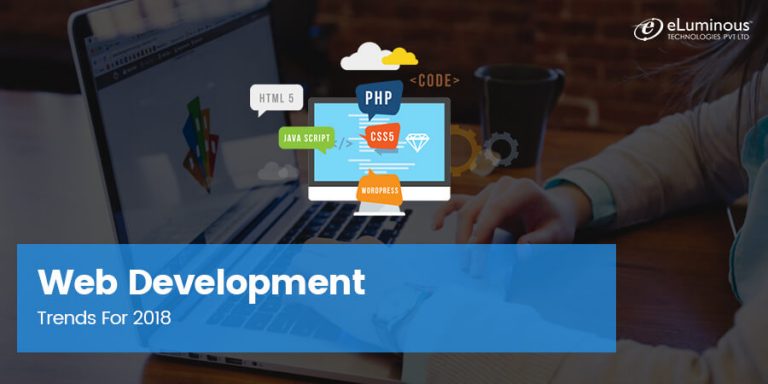 eLuminous
TECHNOLOGIES PVT LTD
<CODE>
PHP
HTML 5
JAVA SCRIPT
</>
CSS5
WORDPRESS
Web Development
Trends For 2018